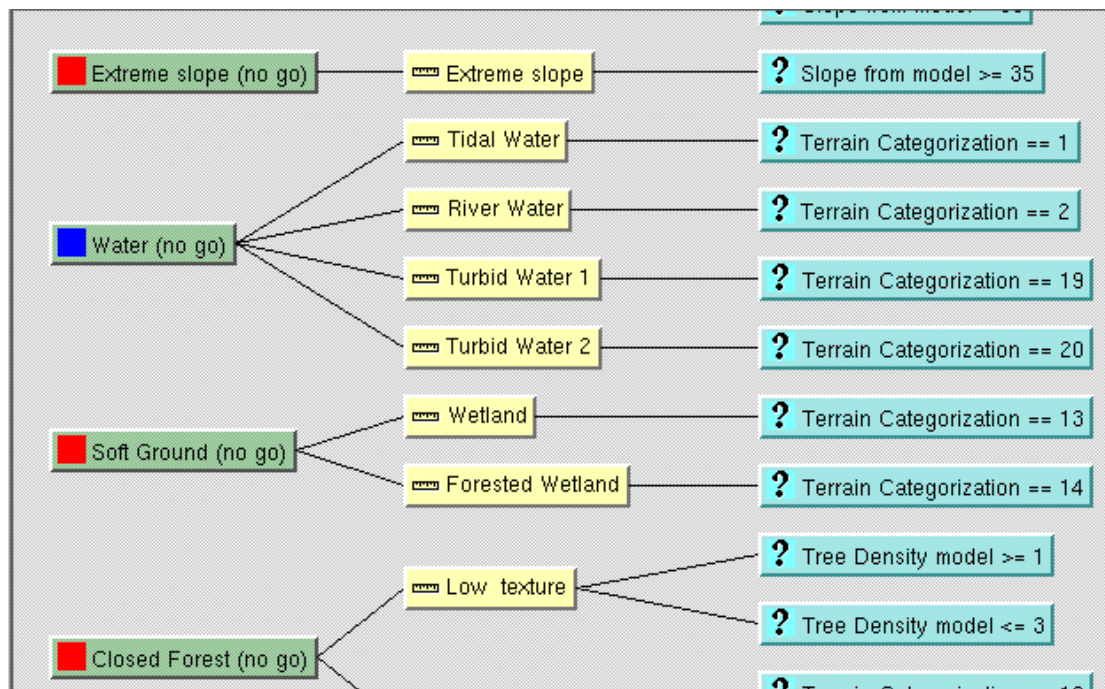 Extreme slope (no go)
Extreme slope
? Slope from model >= 35
Tidal Water
? Terrain Categorization == 1
River Water
? Terrain Categorization == 2
Water (no go)
Turbid Water 1
? Terrain Categorization == 19
Turbid Water 2
? Terrain Categorization == 20
Wetland
? Terrain Categorization == 13
Soft Ground (no go)
Forested Wetland
? Terrain Categorization == 14
? Tree Density model >= 1
Low texture
? Tree Density model <= 3
Closed Forest (no go)